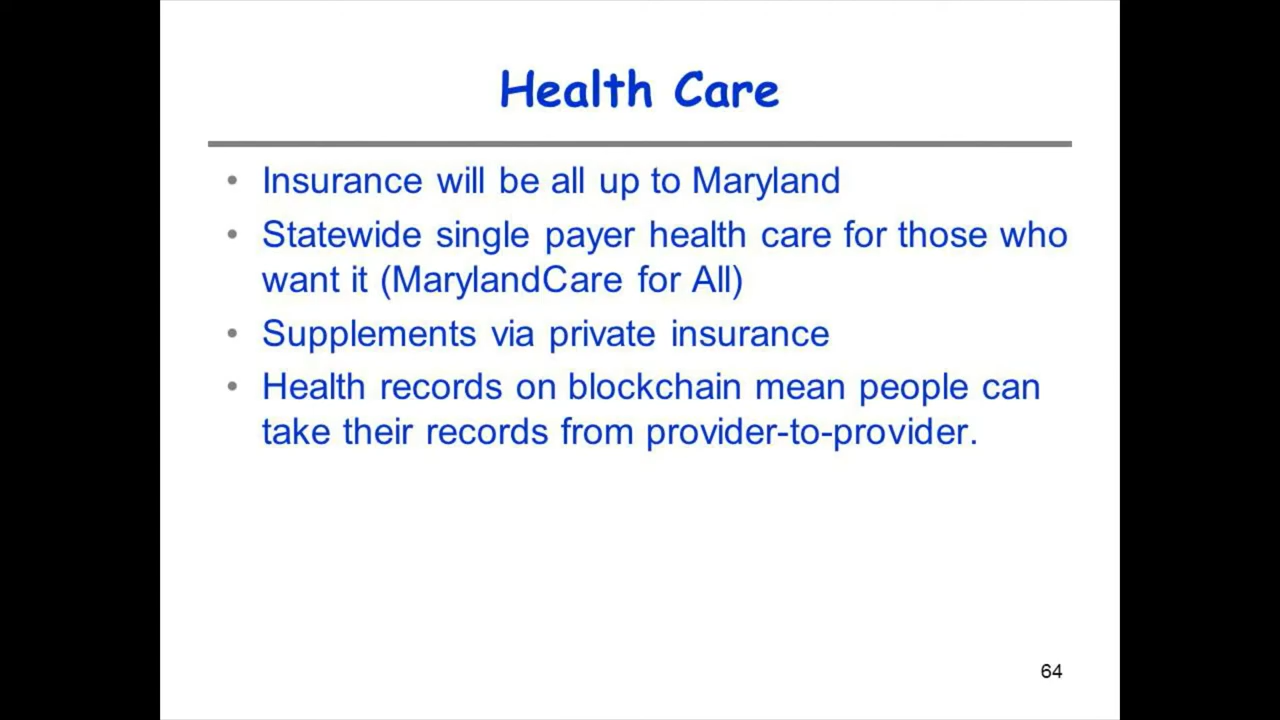 Health Care
• Insurance will be all up to Maryland
• Statewide single payer health care for those who
want it (MarylandCare for All)
• Supplements via private insurance
• Health records on blockchain mean people can
take their records from provider-to-provider.
64